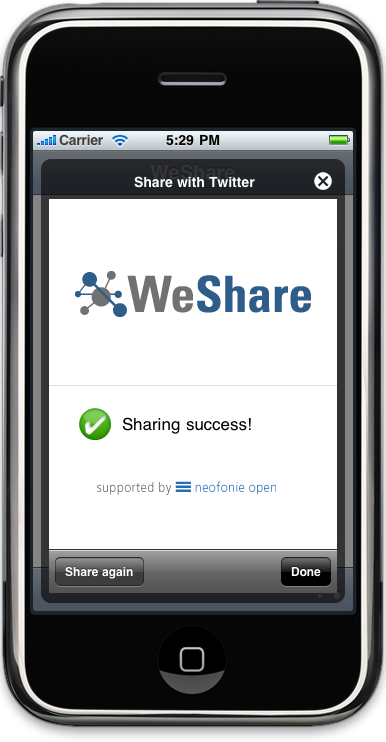 Carrier 5:29 PM
WeShare
Share with Twitter
WeShare
Sharing success!
supported by neofonie open
Share again Done